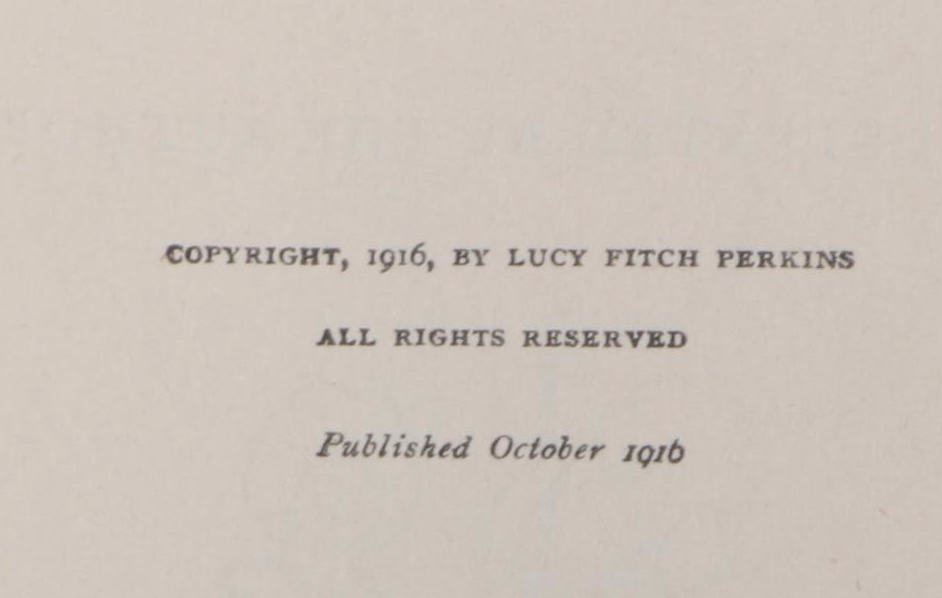 COPYRIGHT, 1916, BY LUCY FITCH PERKINS
ALL RIGHTS RESERVED
Published October 1916